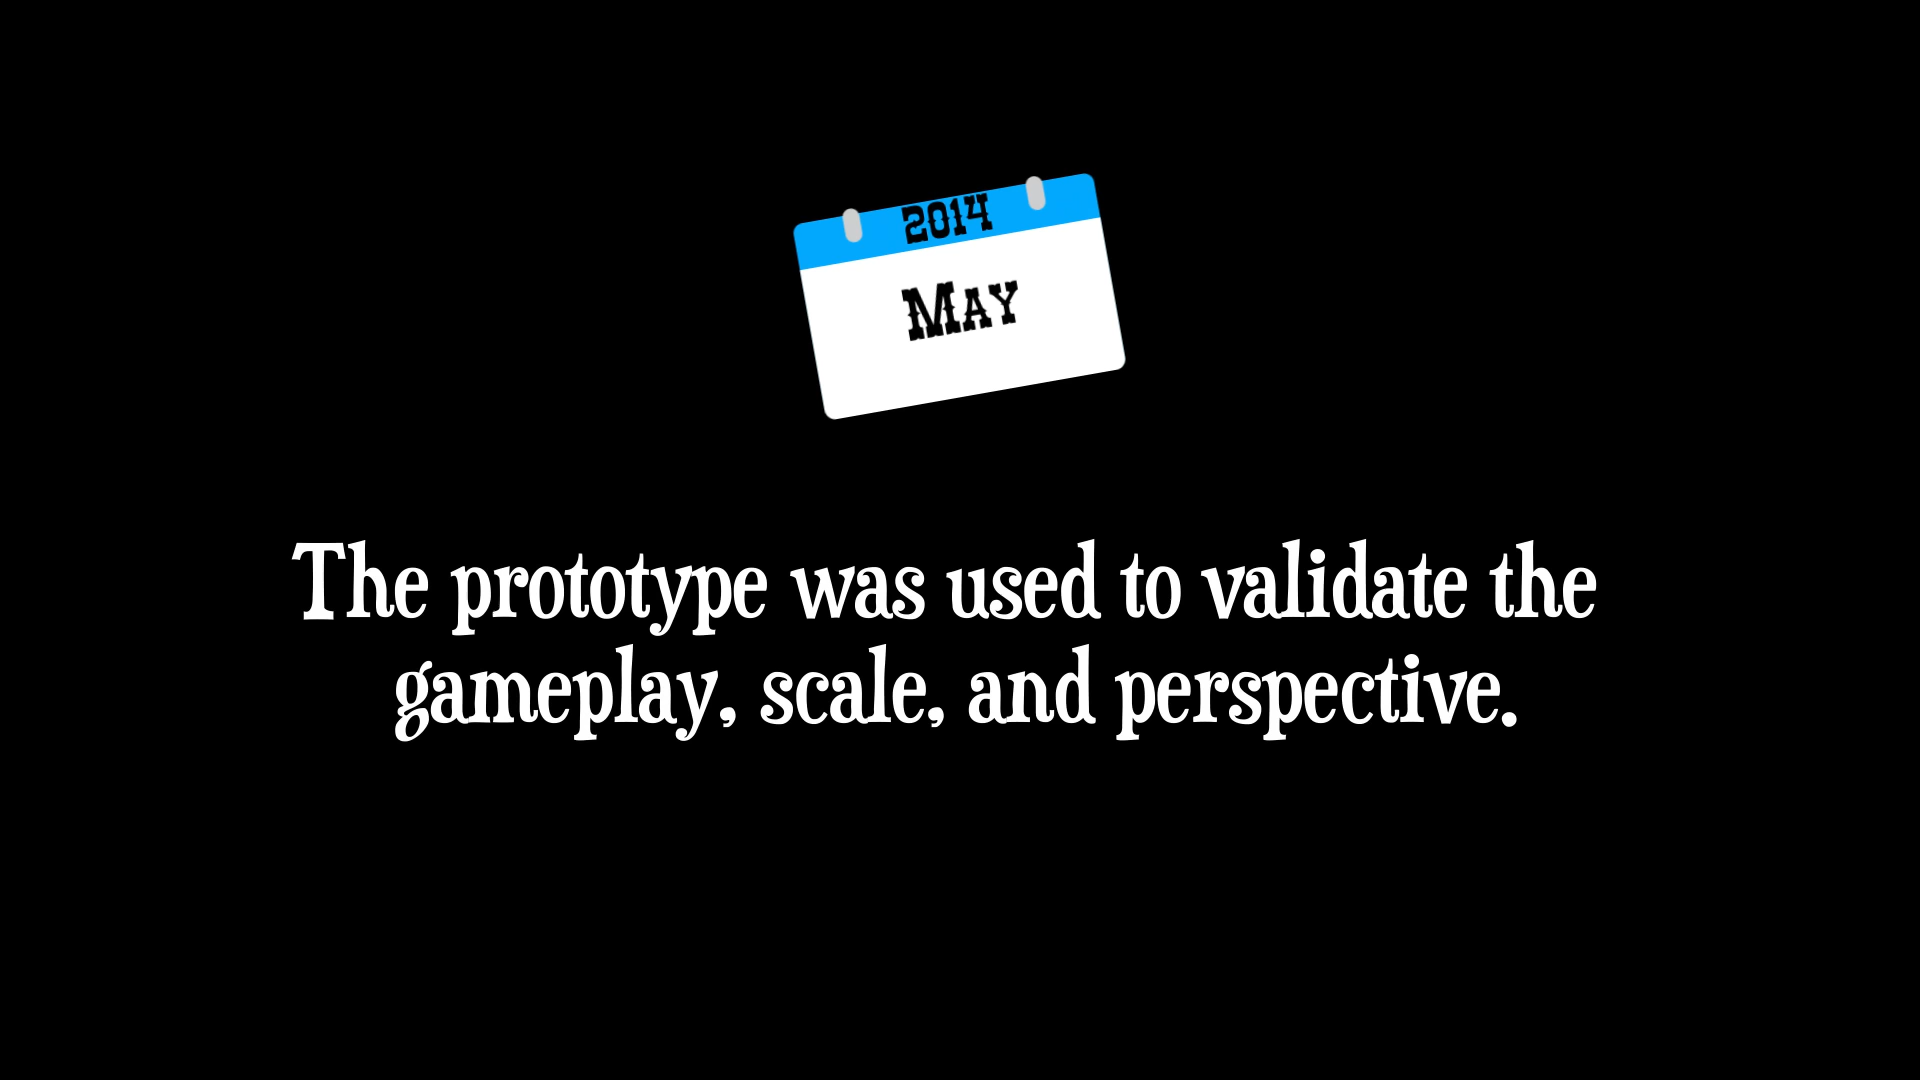 2014
May
The prototype was used to validate the
gameplay, scale, and perspective.